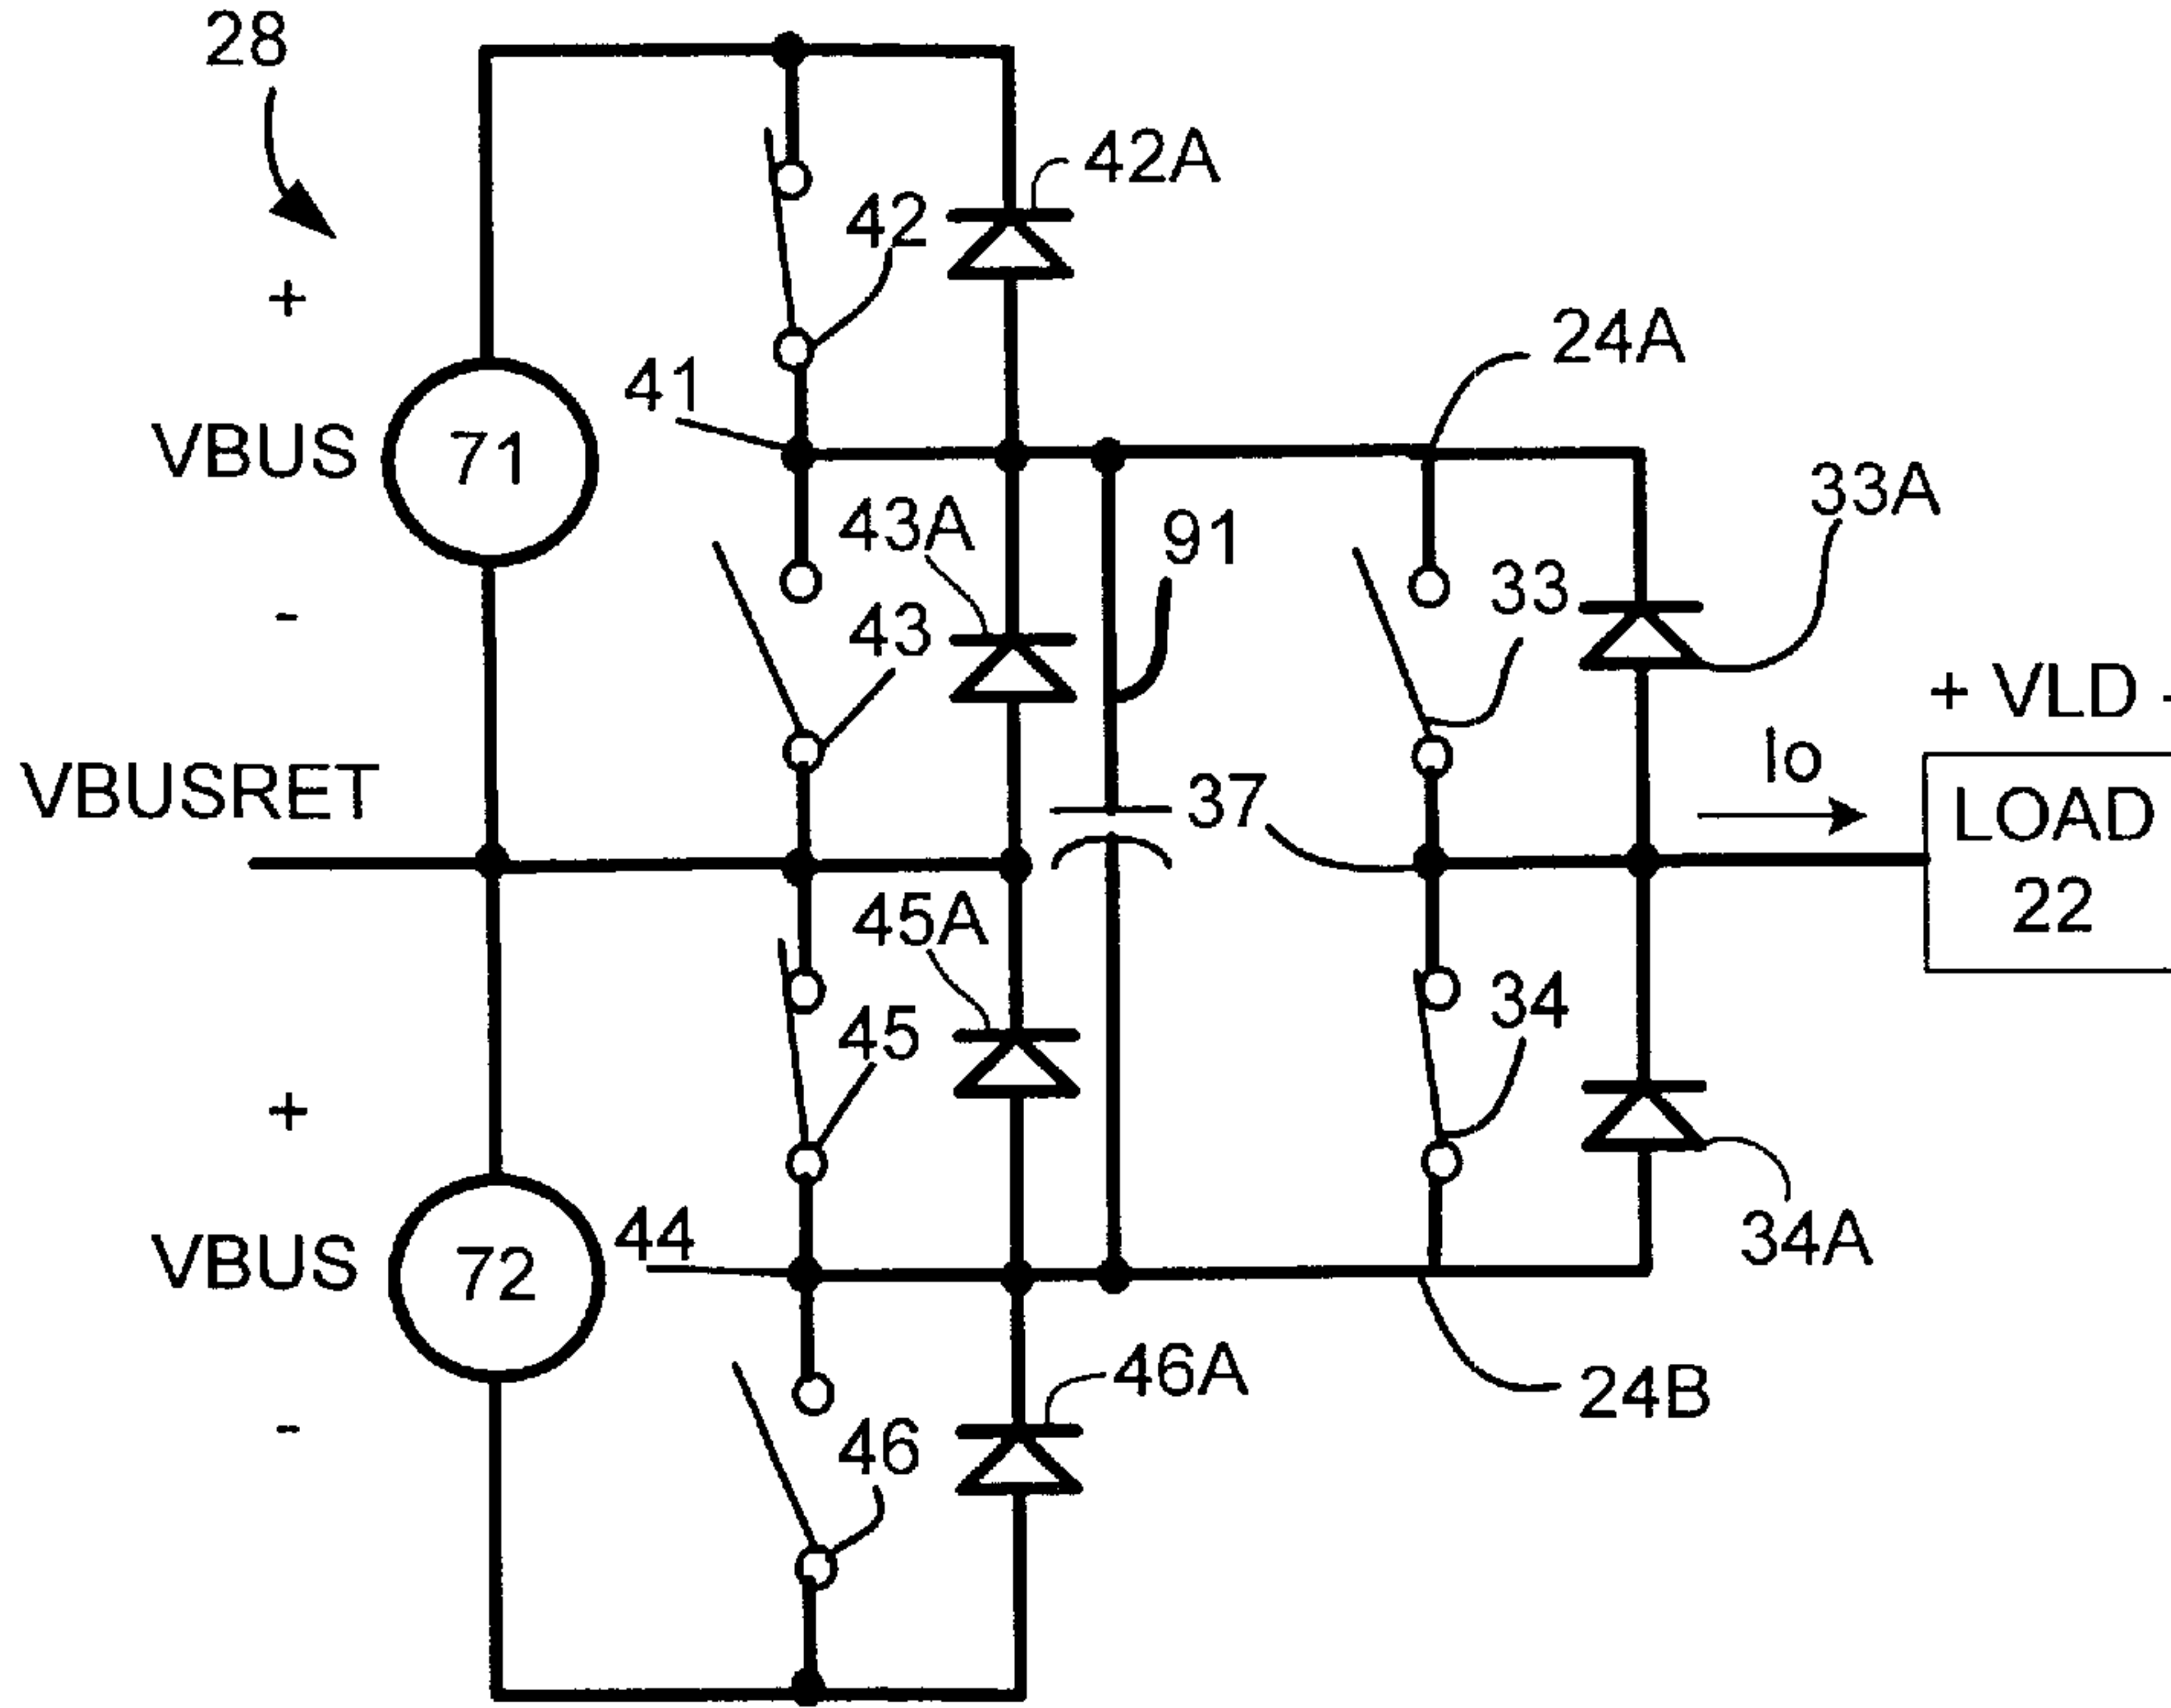 28
+
42A
42
24A
41
VBUS
71
43A
91
33A
33
-
43
+ VLD -
Io
VBUSRET
37
LOAD
22
45A
34
45
+
44
34A
VBUS
72
46A
24B
-
46